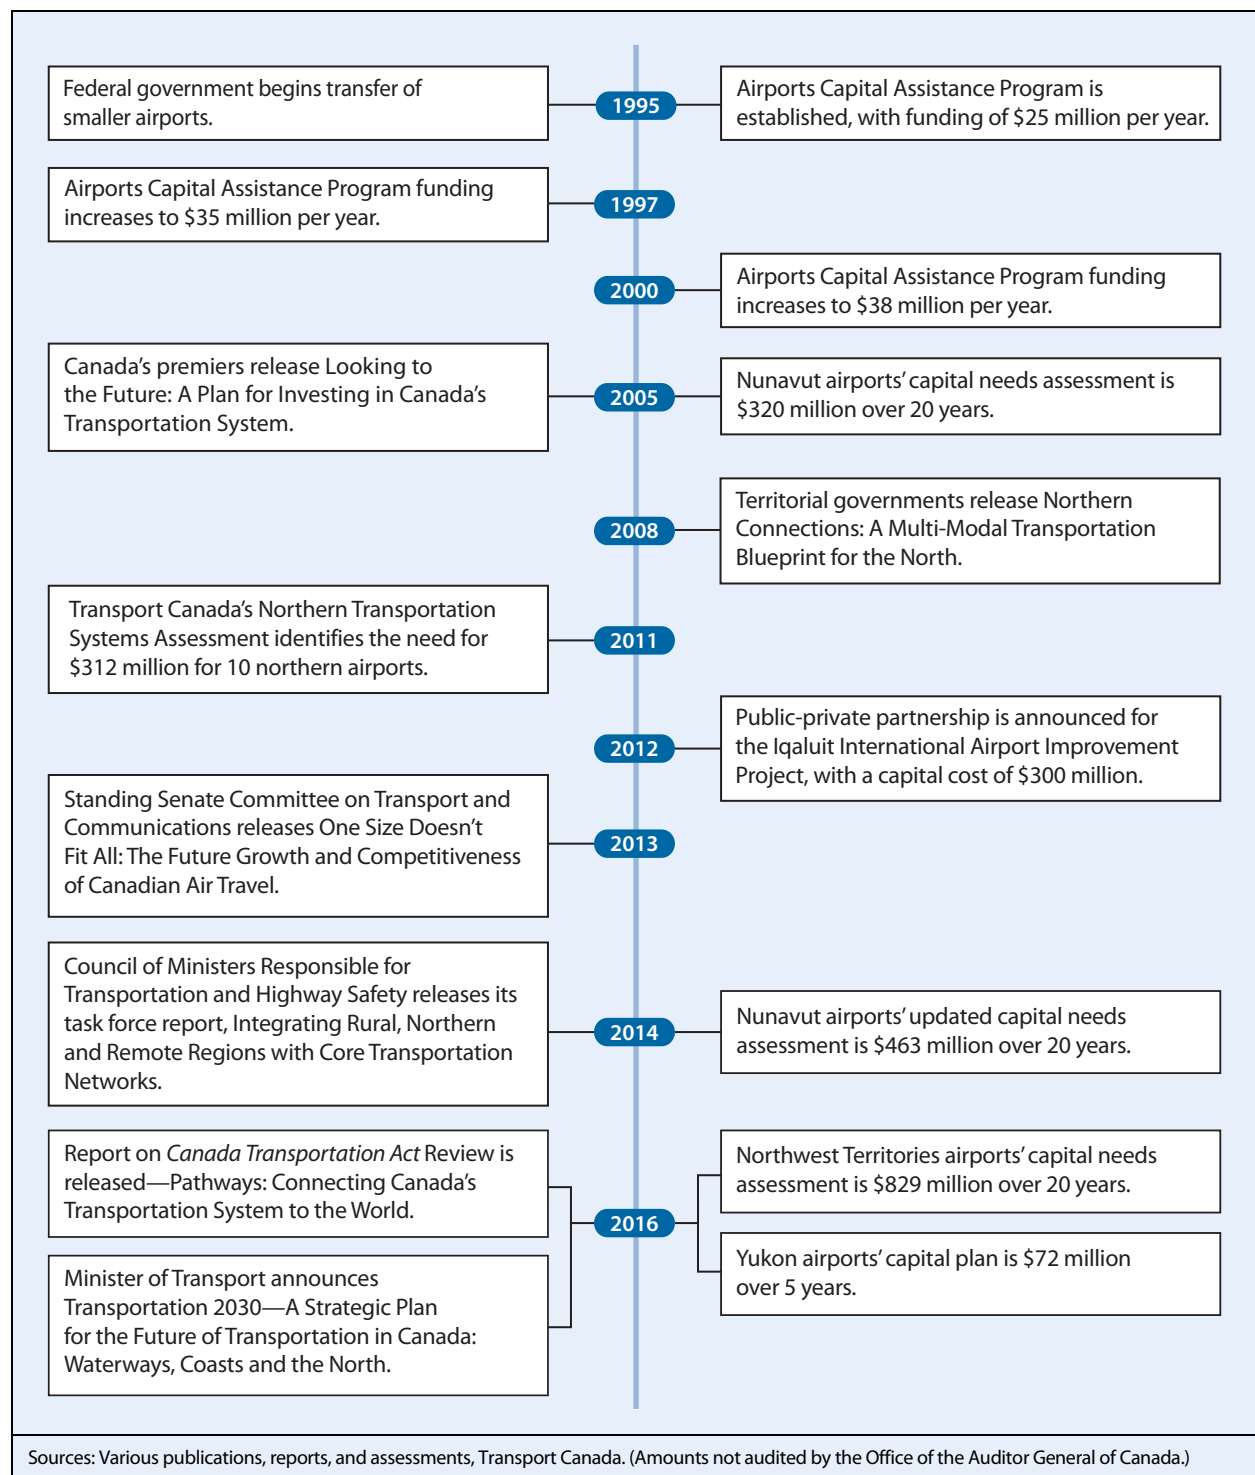 Federal government begins transfer of
smaller airports.
1995
Airports Capital Assistance Program is
established, with funding of $25 million per year.
Airports Capital Assistance Program funding
increases to $35 million per year.
1997
2000
Airports Capital Assistance Program funding
increases to $38 million per year.
Canada’s premiers release Looking to
the Future: A Plan for Investing in Canada’s
Transportation System.
2005
Nunavut airports’ capital needs assessment is
$320 million over 20 years.
2008
Territorial governments release Northern
Connections: A Multi-Modal Transportation
Blueprint for the North.
Transport Canada’s Northern Transportation
Systems Assessment identifies the need for
$312 million for 10 northern airports.
2011
2012
Public-private partnership is announced for
the Iqaluit International Airport Improvement
Project, with a capital cost of $300 million.
Standing Senate Committee on Transport and
Communications releases One Size Doesn’t
Fit All: The Future Growth and Competitiveness
of Canadian Air Travel.
2013
Council of Ministers Responsible for
Transportation and Highway Safety releases its
task force report, Integrating Rural, Northern
and Remote Regions with Core Transportation
Networks.
2014
Nunavut airports’ updated capital needs
assessment is $463 million over 20 years.
Report on Canada Transportation Act Review is
released—Pathways: Connecting Canada’s
Transportation System to the World.
Minister of Transport announces
Transportation 2030—A Strategic Plan
for the Future of Transportation in Canada:
Waterways, Coasts and the North.
2016
Northwest Territories airports’ capital needs
assessment is $829 million over 20 years.
Yukon airports’ capital plan is $72 million
over 5 years.
Sources: Various publications, reports, and assessments, Transport Canada. (Amounts not audited by the Office of the Auditor General of Canada.)